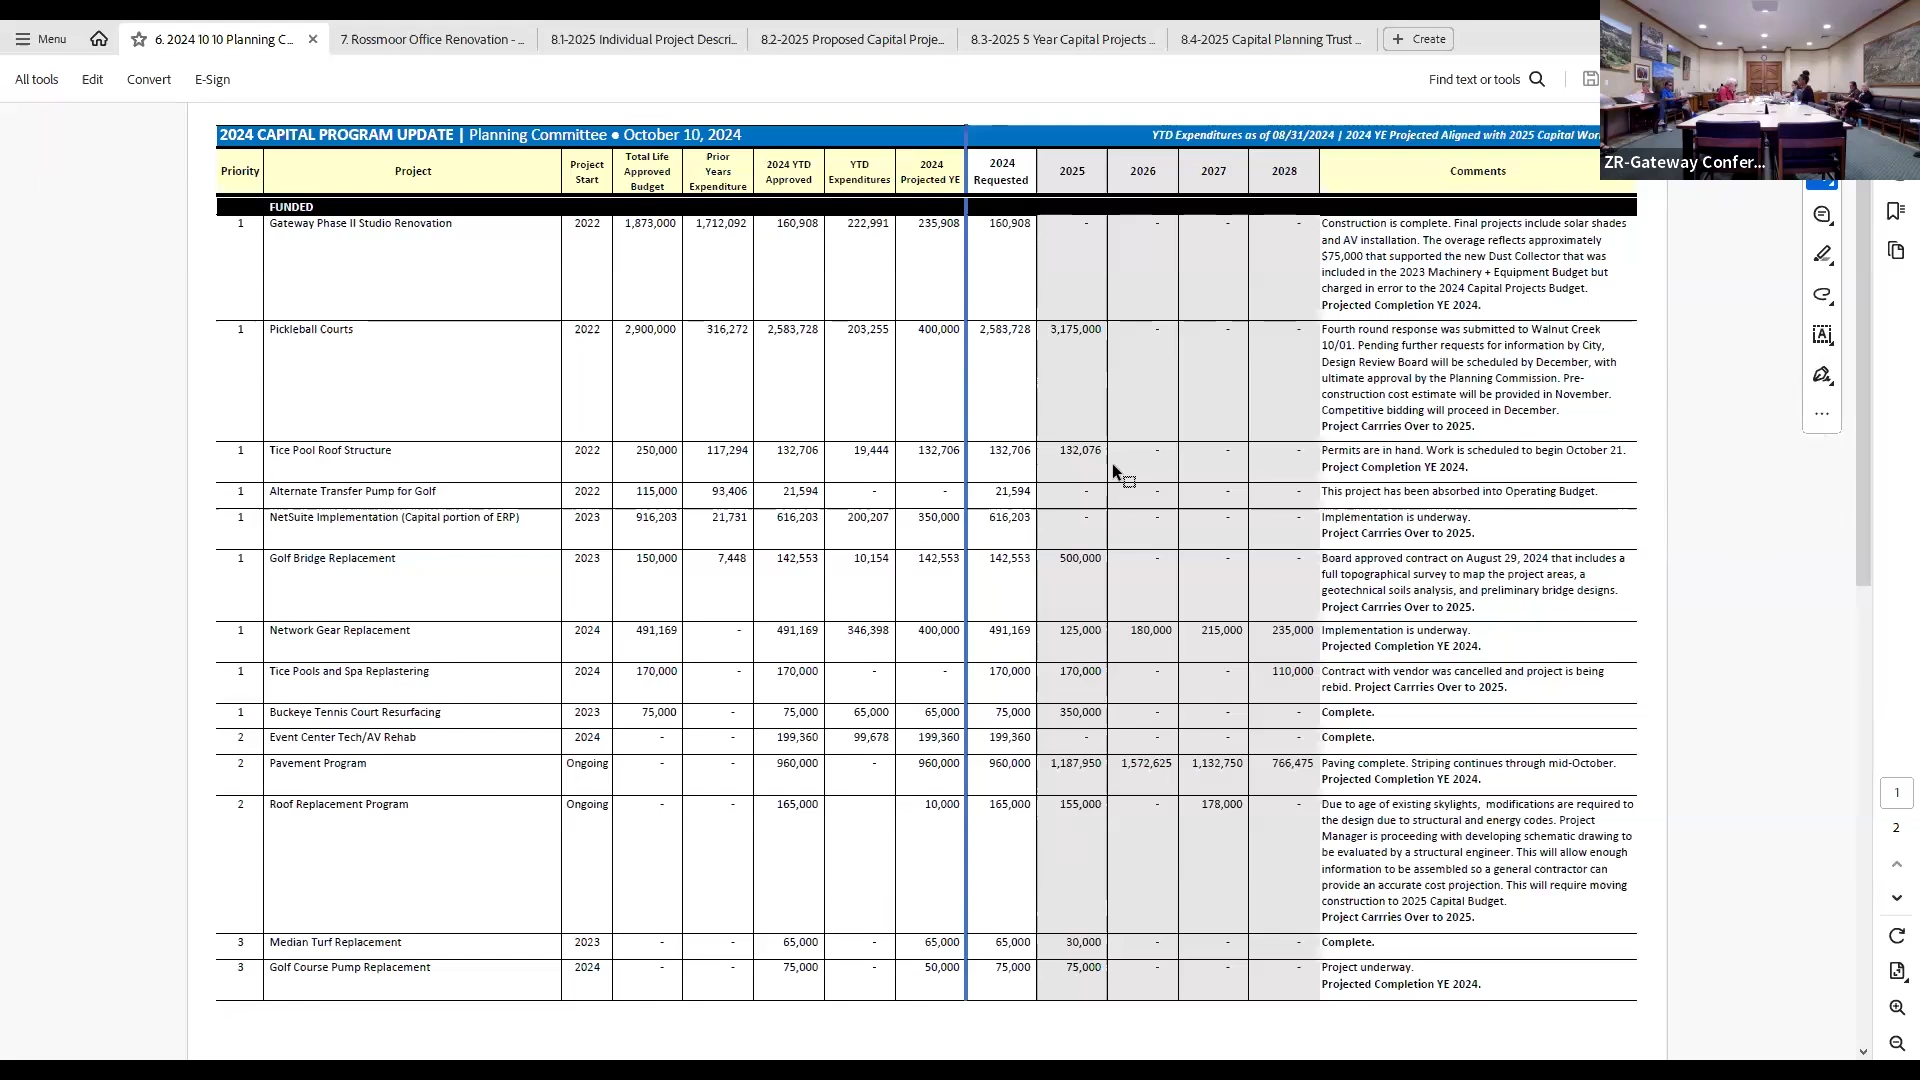 Menu
6. 2024 10 10 Planning C...
7. Rossmoor Office Renovation - ...
8.1-2025 Individual Project Descri...
8.2-2025 Proposed Capital Proje...
8.3-2025 5 Year Capital Projects ...
8.4-2025 Capital Planning Trust ...
+ Create
All tools Edit Convert E-Sign
Find text or tools
ZR-Gateway Confer...
2024 CAPITAL PROGRAM UPDATE | Planning Committee ● October 10, 2024
YTD Expenditures as of 08/31/2024 | 2024 YE Projected Aligned with 2025 Capital
Priority Project Project Start Total Life Approved Budget Prior Years Expenditure 2024 YTD Approved YTD Expenditures 2024 Projected YE 2024 Requested 2025 2026 2027 2028 Comments
FUNDED
1 Gateway Phase II Studio Renovation 2022 1,873,000 1,712,092 160,908 222,991 235,908 160,908 - - - - Construction is complete. Final projects include solar shades
and AV installation. The overage reflects approximately
$75,000 that supported the new Dust Collector that was
included in the 2023 Machinery + Equipment Budget but
charged in error to the 2024 Capital Projects Budget.
Projected Completion YE 2024.
1 Pickleball Courts 2022 2,900,000 316,272 2,583,728 203,255 400,000 2,583,728 3,175,000 - - - Fourth round response was submitted to Walnut Creek
10/01. Pending further requests for information by City,
Design Review Board will be scheduled by December, with
ultimate approval by the Planning Commission. Pre-
construction cost estimate will be provided in November.
Competitive bidding will proceed in December.
Project Carrries Over to 2025.
1 Tice Pool Roof Structure 2022 250,000 117,294 132,706 19,444 132,706 132,706 132,076 - - - Permits are in hand. Work is scheduled to begin October 21.
Project Completion YE 2024.
1 Alternate Transfer Pump for Golf 2022 115,000 93,406 21,594 - - 21,594 - - - - This project has been absorbed into Operating Budget.
1 NetSuite Implementation (Capital portion of ERP) 2023 916,203 21,731 616,203 200,207 350,000 616,203 - - - - Implementation is underway.
Project Carrries Over to 2025.
1 Golf Bridge Replacement 2023 150,000 7,448 142,553 10,154 142,553 142,553 500,000 - - - Board approved contract on August 29, 2024 that includes a
full topographical survey to map the project areas, a
geotechnical soils analysis, and preliminary bridge designs.
Project Carrries Over to 2025.
1 Network Gear Replacement 2024 491,169 - 491,169 346,398 400,000 491,169 125,000 180,000 215,000 235,000 Implementation is underway.
Projected Completion YE 2024.
1 Tice Pools and Spa Replastering 2024 170,000 - 170,000 - - 170,000 170,000 - - 110,000 Contract with vendor was cancelled and project is being
rebid. Project Carrries Over to 2025.
1 Buckeye Tennis Court Resurfacing 2023 75,000 - 75,000 65,000 65,000 75,000 350,000 - - - Complete.
2 Event Center Tech/AV Rehab 2024 - - 199,360 99,678 199,360 199,360 - - - - Complete.
2 Pavement Program Ongoing - - 960,000 - 960,000 960,000 1,187,950 1,572,625 1,132,750 766,475 Paving complete. Striping continues through mid-October.
Projected Completion YE 2024.
2 Roof Replacement Program Ongoing - - 165,000 10,000 165,000 155,000 - 178,000 - Due to age of existing skylights, modifications are required to
the design due to structural and energy codes. Project
Manager is proceeding with developing schematic drawing to
be evaluated by a structural engineer. This will allow enough
information to be assembled so a general contractor can
provide an accurate cost projection. This will require moving
construction to 2025 Capital Budget.
Project Carrries Over to 2025.
3 Median Turf Replacement 2023 - - 65,000 - 65,000 65,000 30,000 - - - Complete.
3 Golf Course Pump Replacement 2024 - - 75,000 - 50,000 75,000 75,000 - - - Project underway.
Projected Completion YE 2024.
1
2